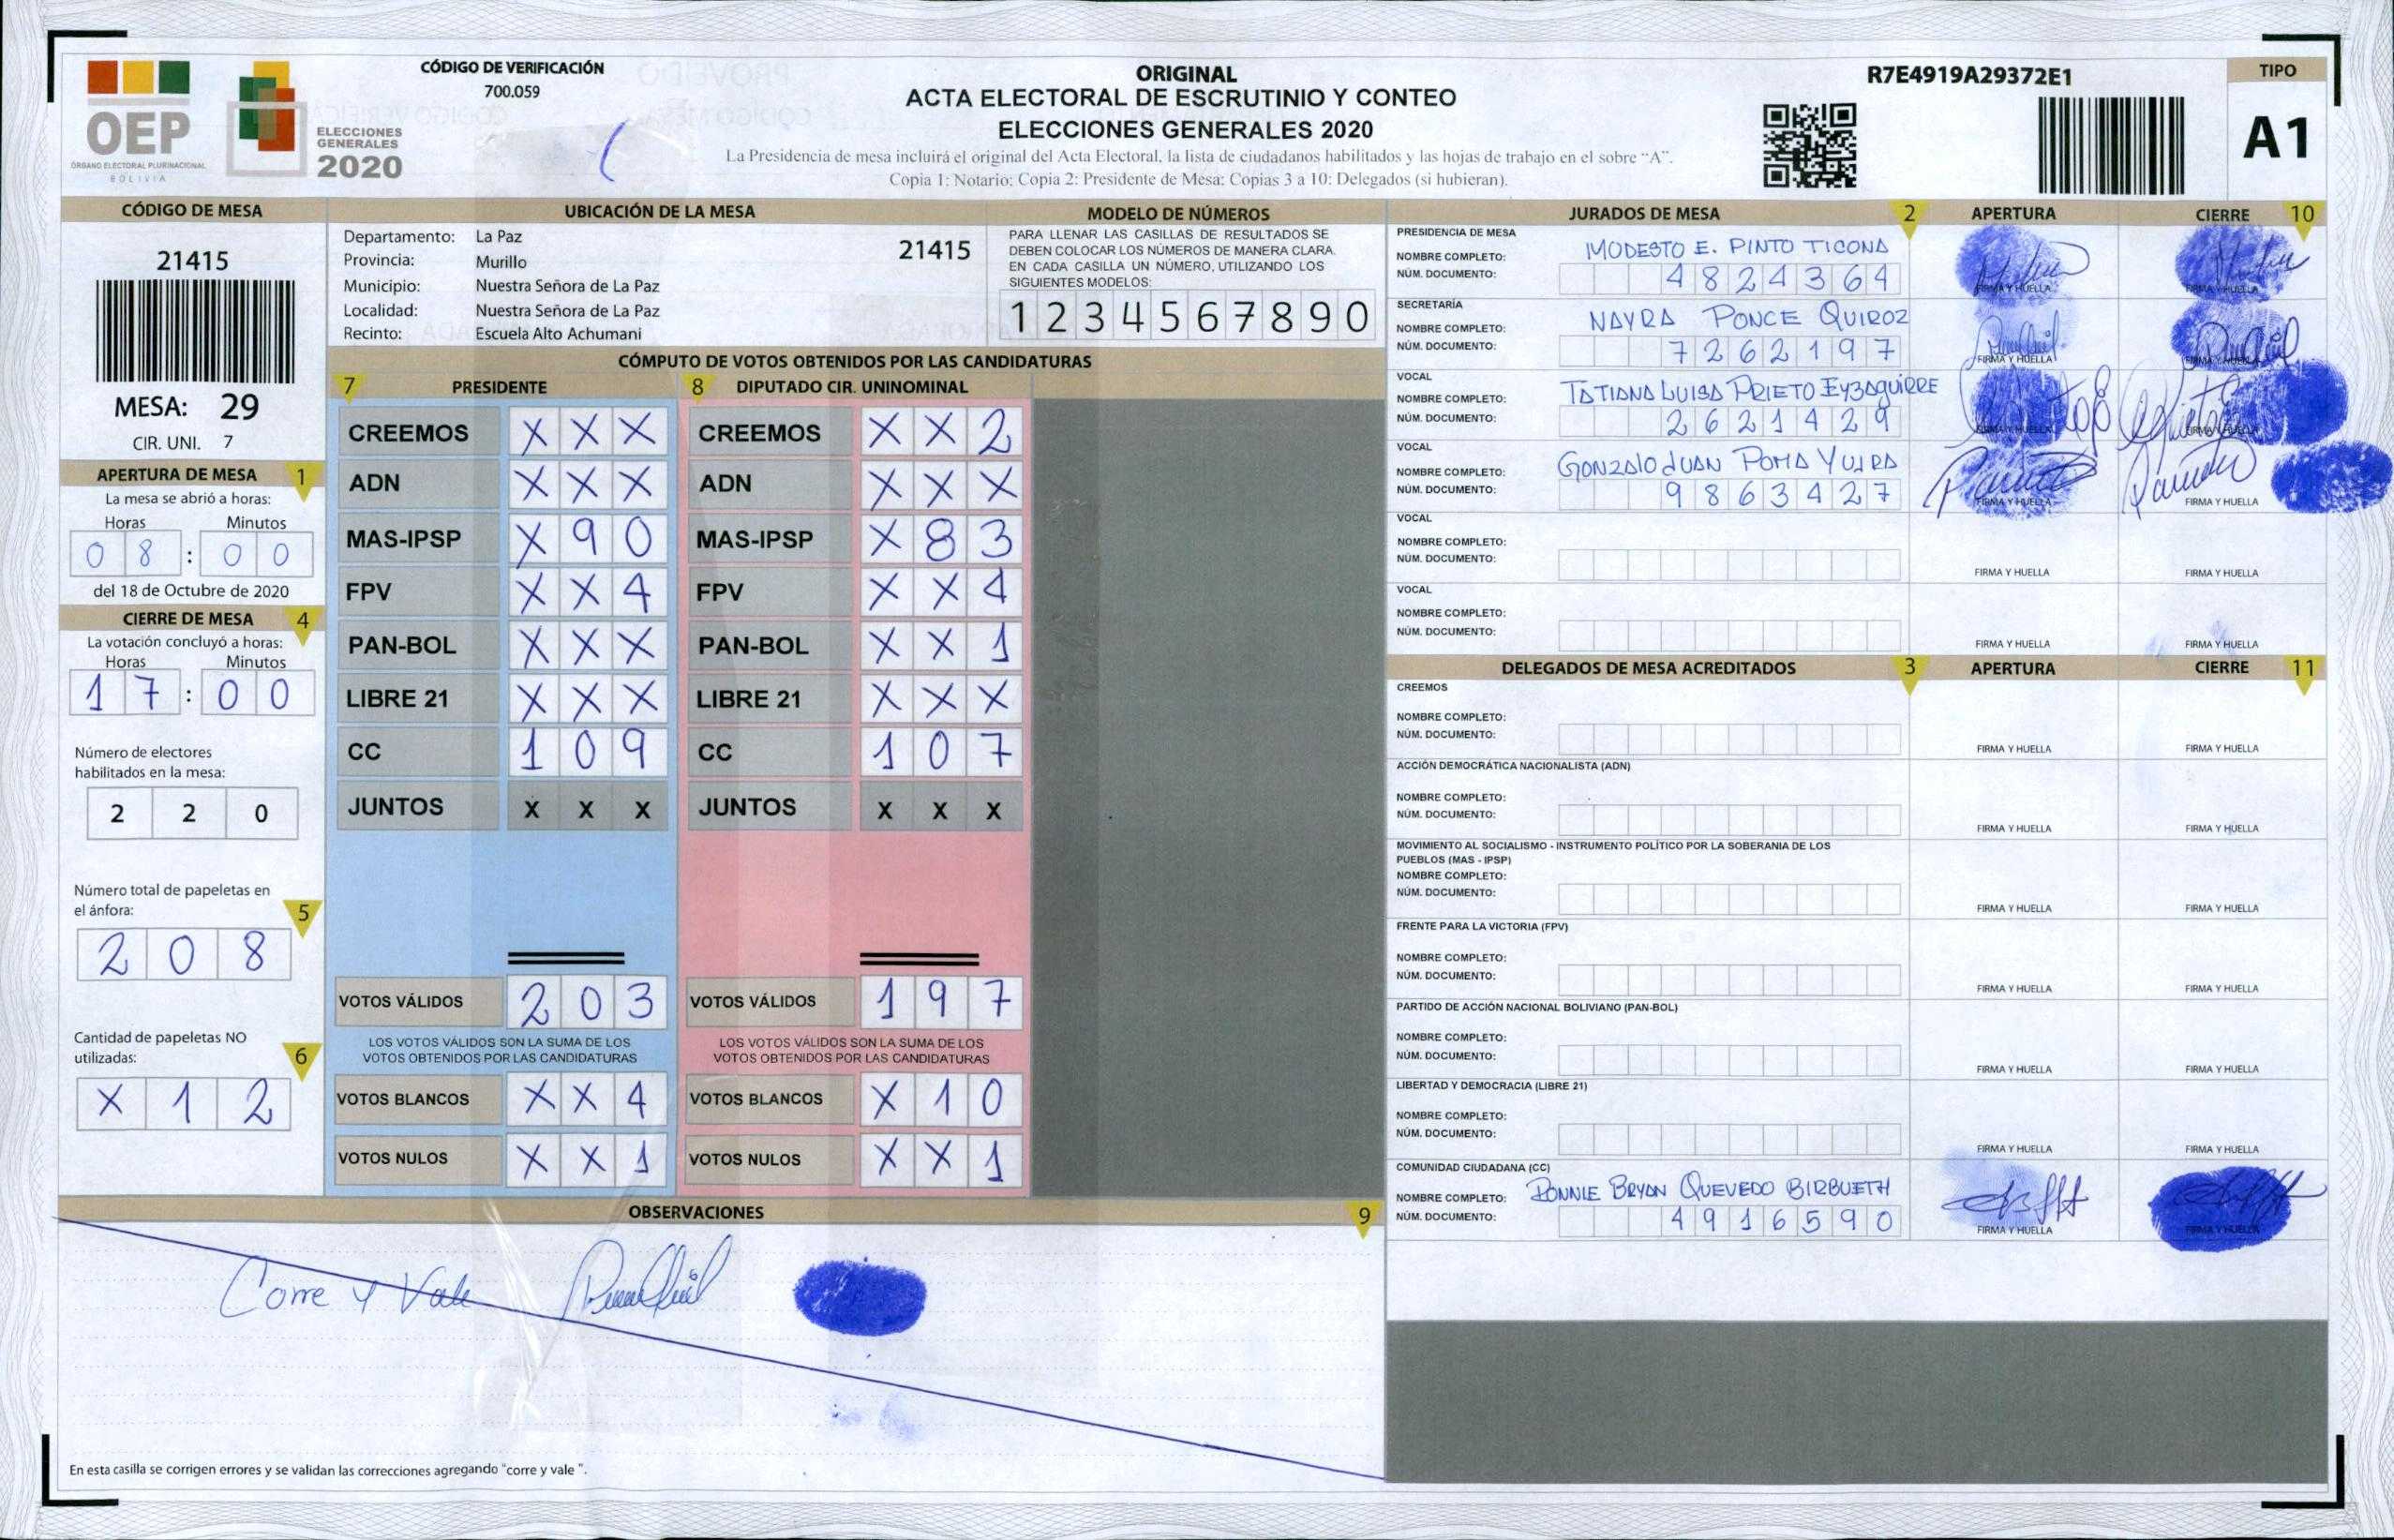 OEP
ÓRGANO ELECTORAL PLURINACIONAL
BOLIVIA
ELECCIONES
GENERALES
2020
CÓDIGO DE VERIFICACIÓN
700.059
ORIGINAL
ACTA ELECTORAL DE ESCRUTINIO Y CONTEO
ELECCIONES GENERALES 2020
La Presidencia de mesa incluirá el original del Acta Electoral, la lista de ciudadanos habilitados y las hojas de trabajo en el sobre "A".
Copia 1: Notario; Copia 2: Presidente de Mesa; Copias 3 a 10: Delegados (si hubieran).
R7E4919A29372E1
TIPO
A1
CÓDIGO DE MESA
21415
MESA: 29
CIR. UNI. 7
APERTURA DE MESA 1
La mesa se abrió a horas:
Horas Minutos
0 8 : 0 0
del 18 de Octubre de 2020
CIERRE DE MESA 4
La votación concluyó a horas:
Horas Minutos
1 7 : 0 0
Número de electores
habilitados en la mesa:
2 2 0
Número total de papeletas en
el ánfora: 5
2 0 8
Cantidad de papeletas NO
utilizadas: 6
X 1 2
UBICACIÓN DE LA MESA
Departamento: La Paz 21415
Provincia: Murillo
Municipio: Nuestra Señora de La Paz
Localidad: Nuestra Señora de La Paz
Recinto: Escuela Alto Achumani
MODELO DE NÚMEROS
PARA LLENAR LAS CASILLAS DE RESULTADOS SE
DEBEN COLOCAR LOS NÚMEROS DE MANERA CLARA.
EN CADA CASILLA UN NÚMERO, UTILIZANDO LOS
SIGUIENTES MODELOS:
1 2 3 4 5 6 7 8 9 0
CÓMPUTO DE VOTOS OBTENIDOS POR LAS CANDIDATURAS
7 PRESIDENTE 8 DIPUTADO CIR. UNINOMINAL
CREEMOS X X X CREEMOS X X 2
ADN X X X ADN X X X
MAS-IPSP X 9 0 MAS-IPSP X 8 3
FPV X X 4 FPV X X 4
PAN-BOL X X X PAN-BOL X X 1
LIBRE 21 X X X LIBRE 21 X X X
CC 1 0 9 CC 1 0 7
JUNTOS X X X JUNTOS X X X
VOTOS VÁLIDOS 2 0 3 VOTOS VÁLIDOS 1 9 7
LOS VOTOS VÁLIDOS SON LA SUMA DE LOS LOS VOTOS VÁLIDOS SON LA SUMA DE LOS
VOTOS OBTENIDOS POR LAS CANDIDATURAS VOTOS OBTENIDOS POR LAS CANDIDATURAS
VOTOS BLANCOS X X 4 VOTOS BLANCOS X 1 0
VOTOS NULOS X X 1 VOTOS NULOS X X 1
OBSERVACIONES 9
Corre y Vale
En esta casilla se corrigen errores y se validan las correcciones agregando "corre y vale ".
JURADOS DE MESA 2 APERTURA CIERRE 10
PRESIDENCIA DE MESA
NOMBRE COMPLETO: MODESTO E. PINTO TICONA
NÚM. DOCUMENTO: 4 8 2 4 3 6 4 FIRMA Y HUELLA FIRMA Y HUELLA
SECRETARIA
NOMBRE COMPLETO: NAYRA PONCE QUIROZ
NÚM. DOCUMENTO: 7 2 6 2 1 9 7 FIRMA Y HUELLA
VOCAL
NOMBRE COMPLETO: TATIANA LUISA PRIETO EYZAGUIRRE
NÚM. DOCUMENTO: 2 6 2 1 4 2 9 FIRMA Y HUELLA FIRMA Y HUELLA
VOCAL
NOMBRE COMPLETO: GONZALO JUAN POMA YUJRA
NÚM. DOCUMENTO: 9 8 6 3 4 2 7 FIRMA Y HUELLA FIRMA Y HUELLA
VOCAL
NOMBRE COMPLETO:
NÚM. DOCUMENTO: FIRMA Y HUELLA FIRMA Y HUELLA
VOCAL
NOMBRE COMPLETO:
NÚM. DOCUMENTO: FIRMA Y HUELLA FIRMA Y HUELLA
DELEGADOS DE MESA ACREDITADOS 3 APERTURA CIERRE 11
CREEMOS
NOMBRE COMPLETO:
NÚM. DOCUMENTO: FIRMA Y HUELLA FIRMA Y HUELLA
ACCIÓN DEMOCRÁTICA NACIONALISTA (ADN)
NOMBRE COMPLETO:
NÚM. DOCUMENTO: FIRMA Y HUELLA FIRMA Y HUELLA
MOVIMIENTO AL SOCIALISMO - INSTRUMENTO POLÍTICO POR LA SOBERANIA DE LOS
PUEBLOS (MAS - IPSP)
NOMBRE COMPLETO:
NÚM. DOCUMENTO: FIRMA Y HUELLA FIRMA Y HUELLA
FRENTE PARA LA VICTORIA (FPV)
NOMBRE COMPLETO:
NÚM. DOCUMENTO: FIRMA Y HUELLA FIRMA Y HUELLA
PARTIDO DE ACCIÓN NACIONAL BOLIVIANO (PAN-BOL)
NOMBRE COMPLETO:
NÚM. DOCUMENTO: FIRMA Y HUELLA FIRMA Y HUELLA
LIBERTAD Y DEMOCRACIA (LIBRE 21)
NOMBRE COMPLETO:
NÚM. DOCUMENTO: FIRMA Y HUELLA FIRMA Y HUELLA
COMUNIDAD CIUDADANA (CC)
NOMBRE COMPLETO: RONNIE BRYAN QUEVEDO BIRBUETH
NÚM. DOCUMENTO: 4 9 1 6 5 9 0 FIRMA Y HUELLA FIRMA Y HUELLA